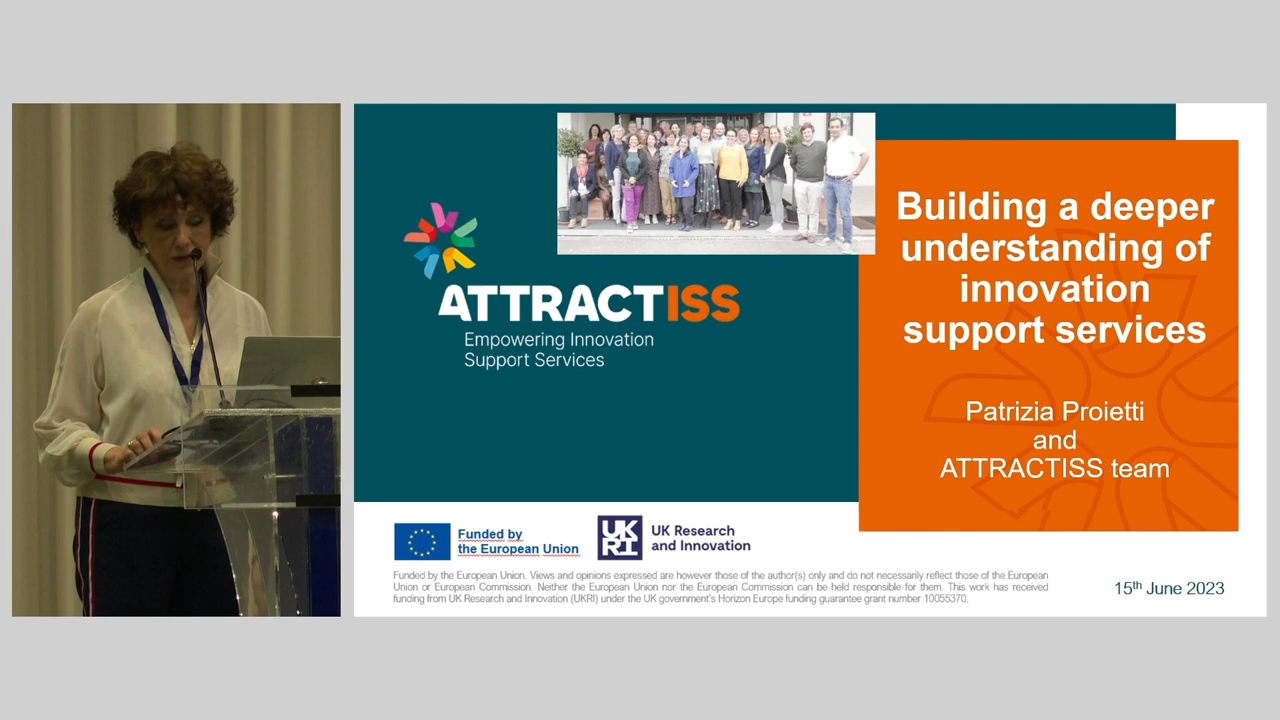 ATTRACTISS
Empowering Innovation
Support Services
Building a deeper
understanding of
innovation
support services
Patrizia Proietti
and
ATTRACTISS team
Funded by
the European Union
UK
RI
UK Research
and Innovation
Funded by the European Union. Views and opinions expressed are however those of the author(s) only and do not necessarily reflect those of the European
Union or European Commission. Neither the European Union nor the European Commission can be held responsible for them. This work has received
funding from UK Research and Innovation (UKRI) under the UK government's Horizon Europe funding guarantee grant number 10055370.
15th June 2023